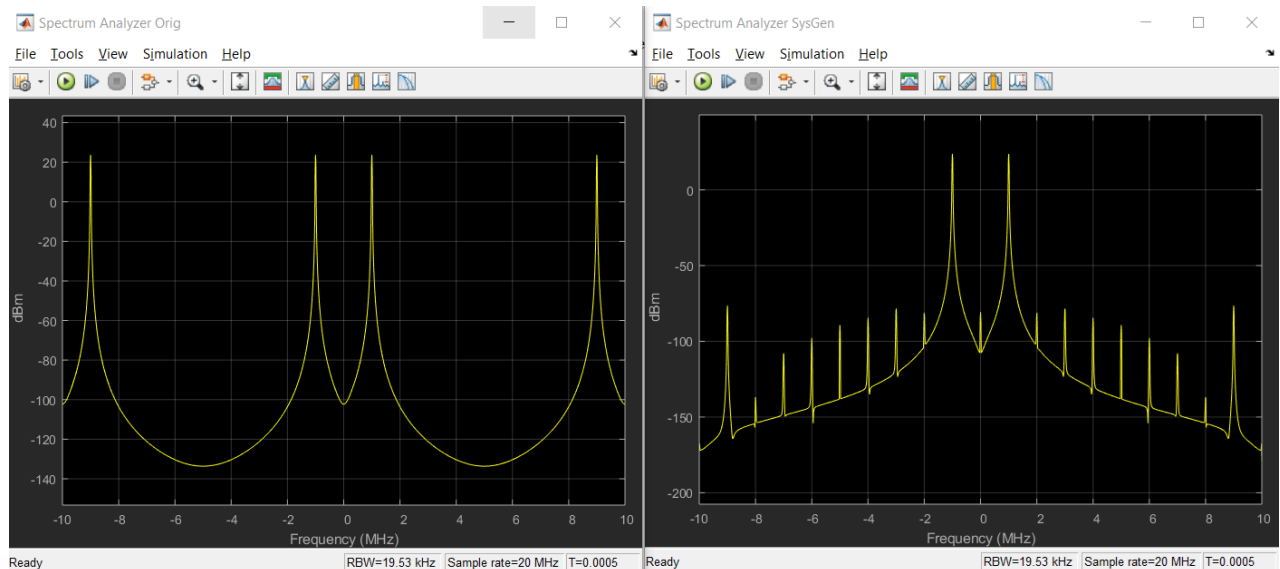 Spectrum Analyzer Orig
File Tools View Simulation Help
40
20
0
-20
-40
-60
-80
-100
-120
-140
dBm
-10 -8 -6 -4 -2 0 2 4 6 8 10
Frequency (MHz)
Ready RBW=19.53 kHz Sample rate=20 MHz T=0.0005
Spectrum Analyzer SysGen
File Tools View Simulation Help
0
-50
-100
-150
-200
dBm
-10 -8 -6 -4 -2 0 2 4 6 8 10
Frequency (MHz)
Ready RBW=19.53 kHz Sample rate=20 MHz T=0.0005